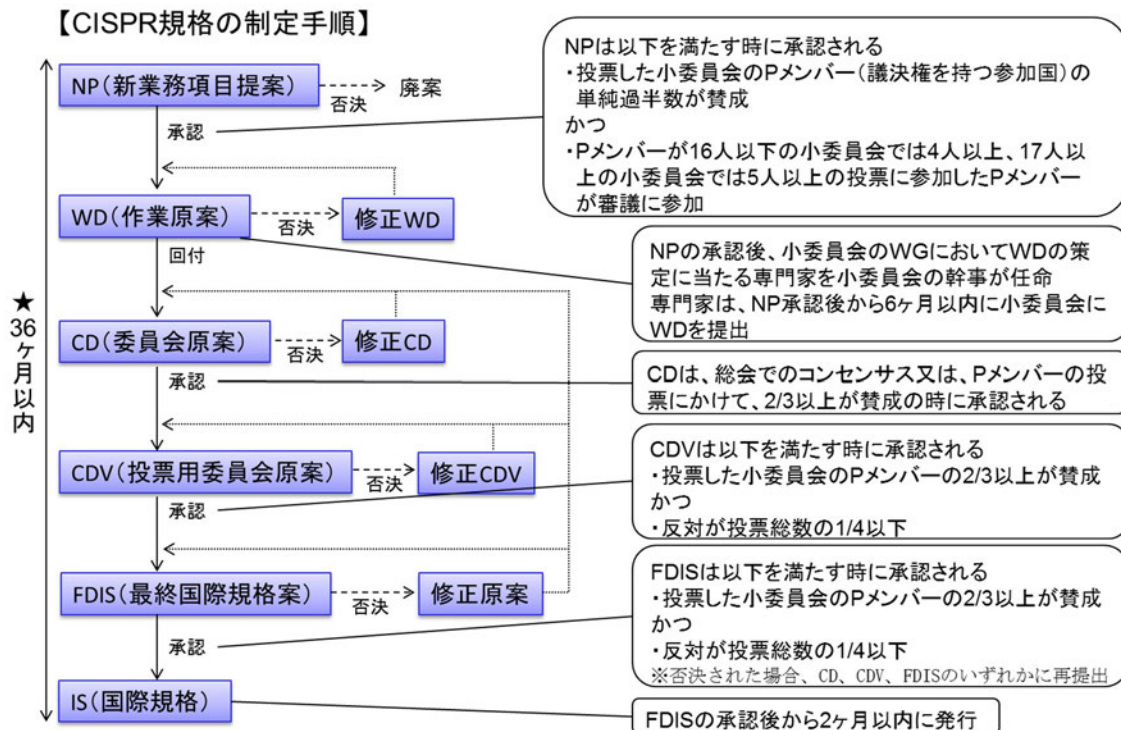 【CISPR規格の制定手順】
NP(新業務項目提案)
否決
廃案
承認
NPは以下を満たす時に承認される
・投票した小委員会のPメンバー(議決権を持つ参加国)の
単純過半数が賛成
かつ
・Pメンバーが16人以下の小委員会では4人以上、17人以
上の小委員会では5人以上の投票に参加したPメンバー
が審議に参加
WD(作業原案)
否決
修正WD
回付
NPの承認後、小委員会のWGにおいてWDの策
定に当たる専門家を小委員会の幹事が任命
専門家は、NP承認後から6ヶ月以内に小委員会に
WDを提出
★36ヶ月以内
CD(委員会原案)
否決
修正CD
承認
CDは、総会でのコンセンサス又は、Pメンバーの投
票にかけて、2/3以上が賛成の時に承認される
CDV(投票用委員会原案)
否決
修正CDV
承認
CDVは以下を満たす時に承認される
・投票した小委員会のPメンバーの2/3以上が賛成
かつ
・反対が投票総数の1/4以下
FDIS(最終国際規格案)
否決
修正原案
承認
FDISは以下を満たす時に承認される
・投票した小委員会のPメンバーの2/3以上が賛成
かつ
・反対が投票総数の1/4以下
※否決された場合、CD、CDV、FDISのいずれかに再提出
IS(国際規格)
FDISの承認後から2ヶ月以内に発行